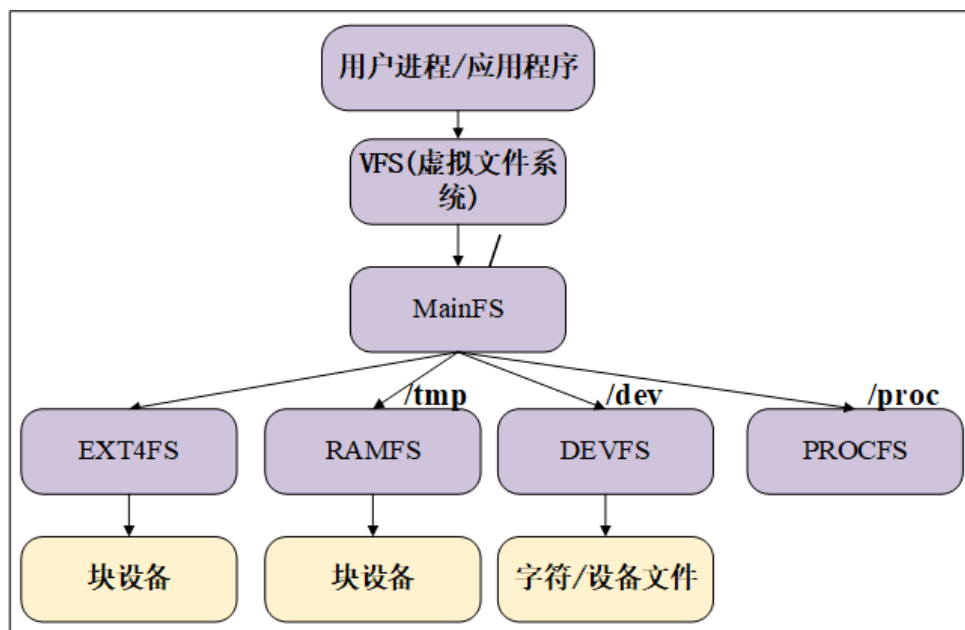 用户进程/应用程序
VFS(虚拟文件系
统)
/
MainFS
/tmp
/dev
/proc
EXT4FS
RAMFS
DEVFS
PROCFS
块设备
块设备
字符/设备文件